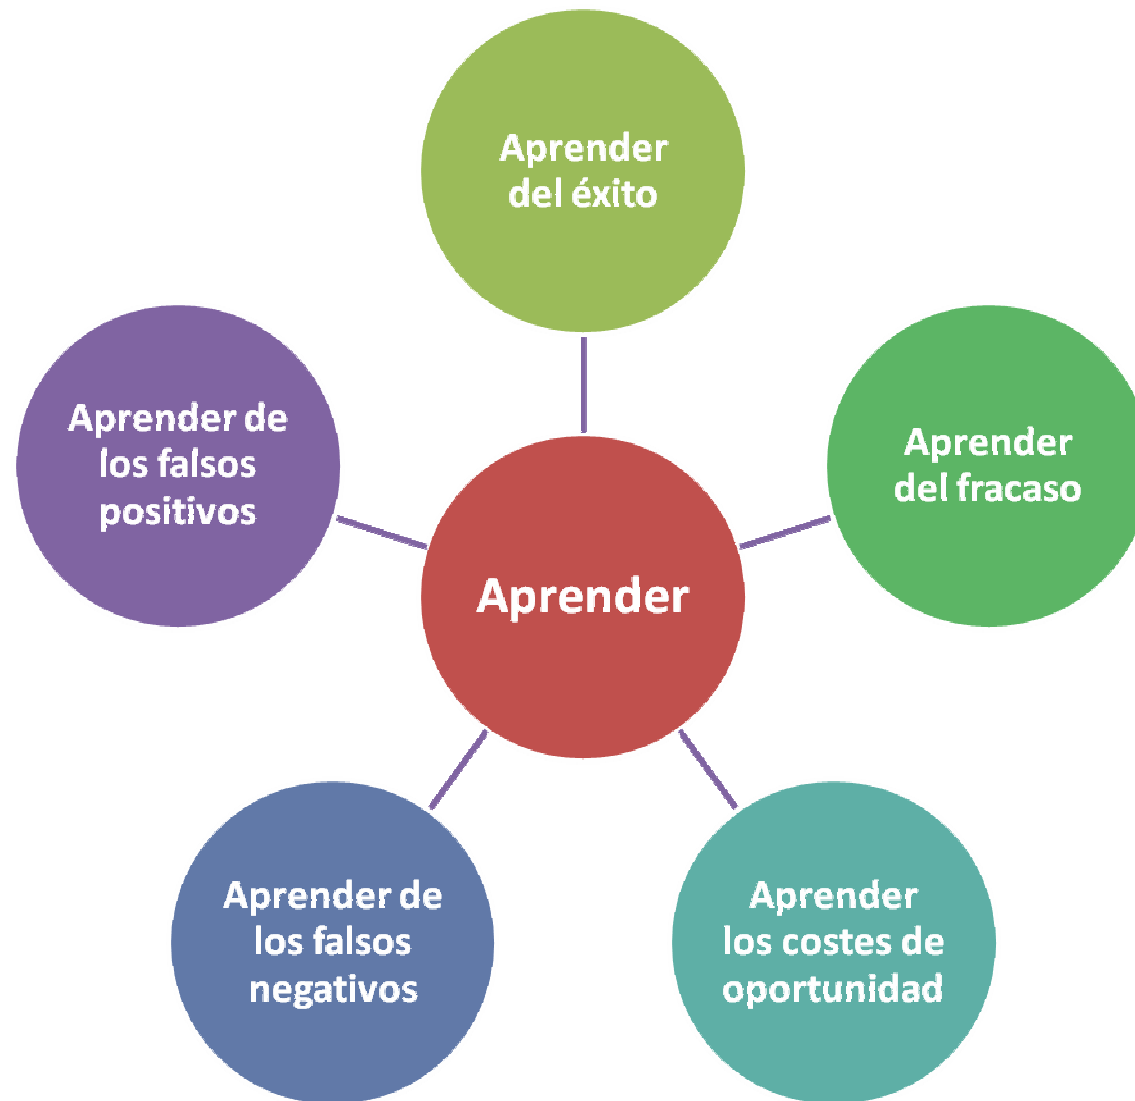 Aprender
del éxito
Aprender
del fracaso
Aprender
los costes de
oportunidad
Aprender de
los falsos
negativos
Aprender de
los falsos
positivos
Aprender